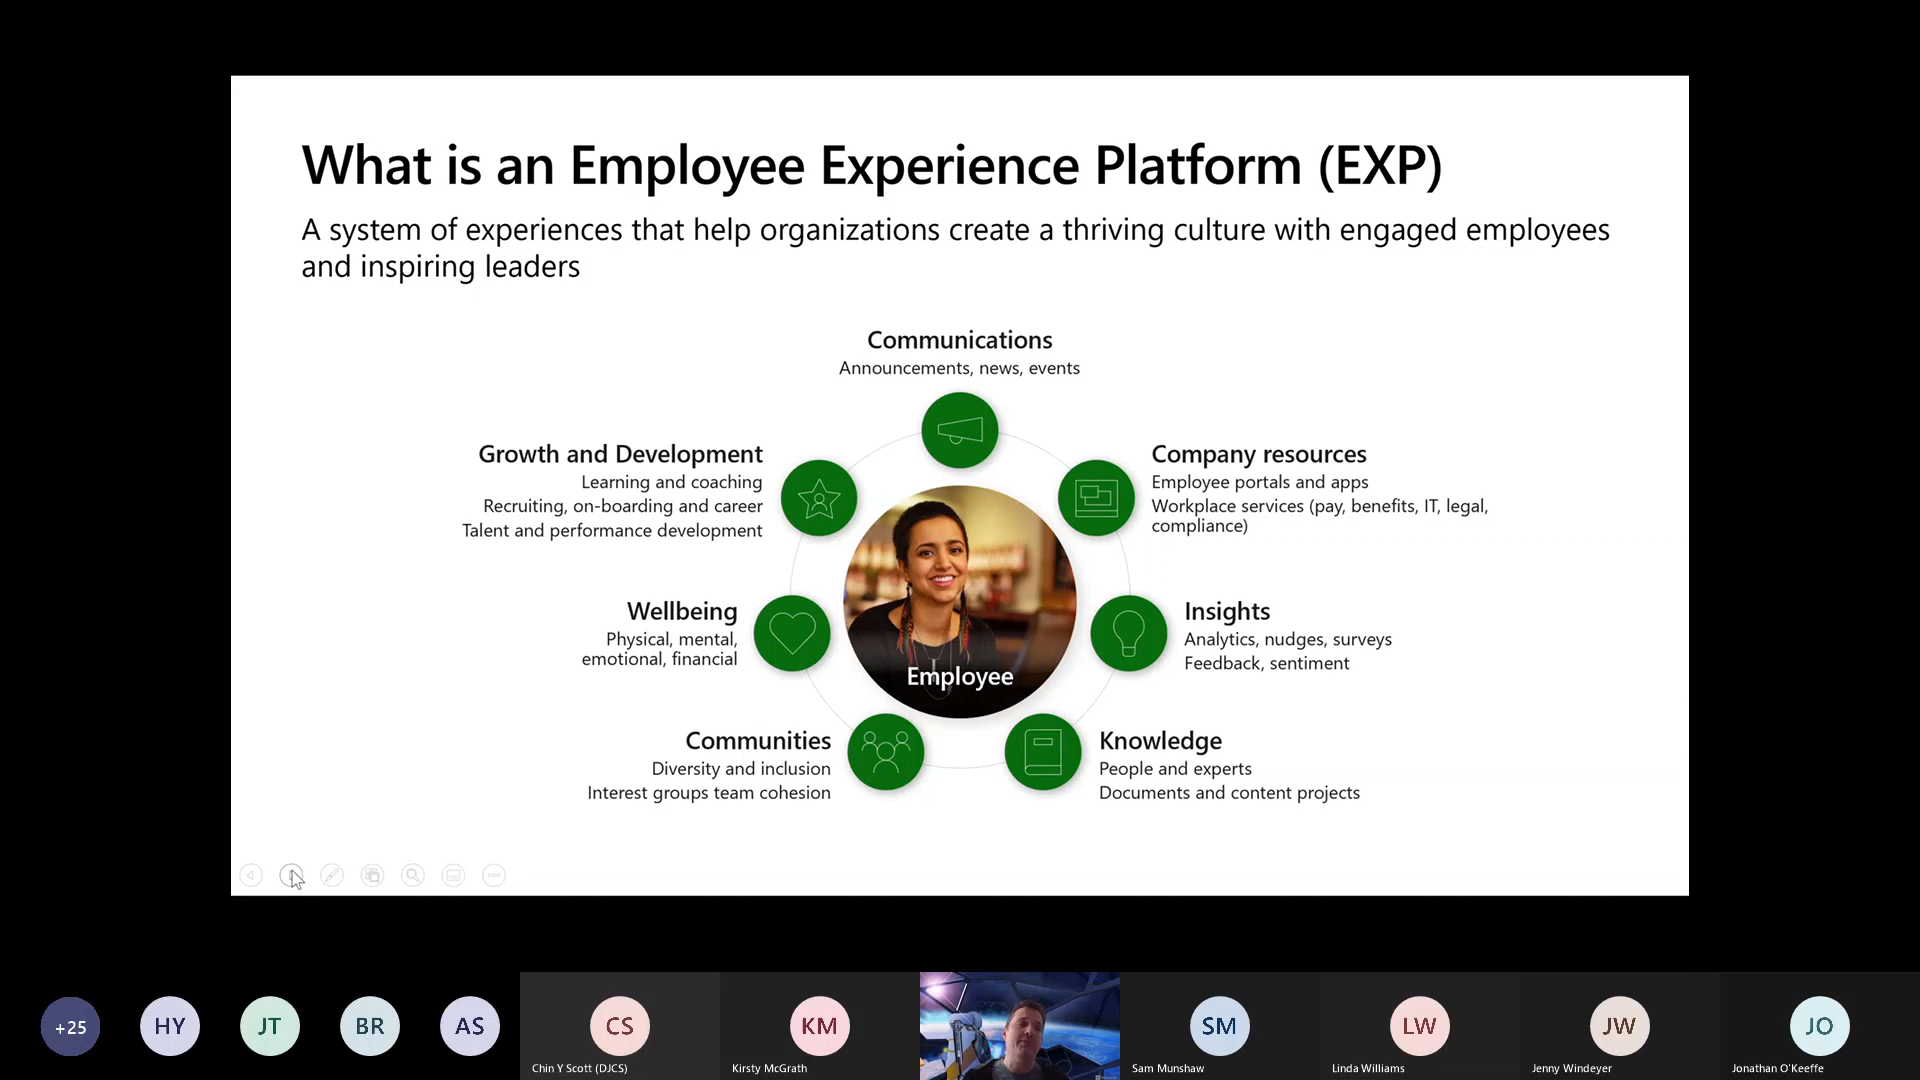 What is an Employee Experience Platform (EXP)
A system of experiences that help organizations create a thriving culture with engaged employees
and inspiring leaders
Communications
Announcements, news, events
Growth and Development
Learning and coaching
Recruiting, on-boarding and career
Talent and performance development
Company resources
Employee portals and apps
Workplace services (pay, benefits, IT, legal,
compliance)
Wellbeing
Physical, mental,
emotional, financial
Employee
Insights
Analytics, nudges, surveys
Feedback, sentiment
Communities
Diversity and inclusion
Interest groups team cohesion
Knowledge
People and experts
Documents and content projects
+25
HY
JT
BR
AS
CS
Chin Y Scott (DJCS)
KM
Kirsty McGrath
SM
Sam Munshaw
LW
Linda Williams
JW
Jenny Windeyer
JO
Jonathan O'Keeffe